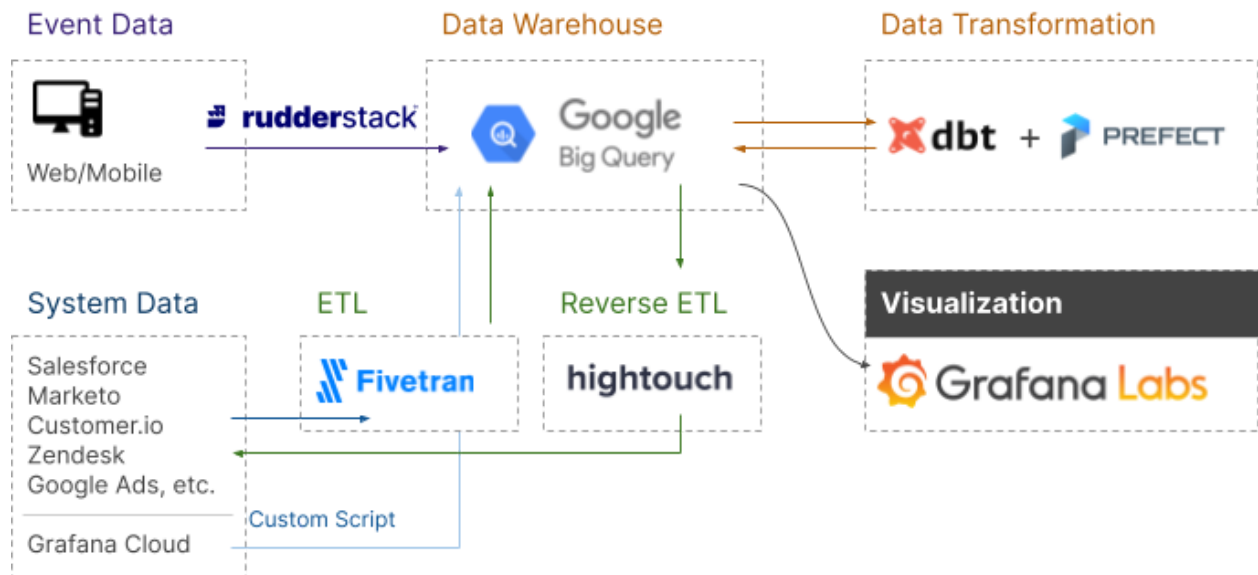 Event Data
Data Warehouse
Data Transformation
rudderstack
Google
Big Query
dbt + PREFECT
Web/Mobile
System Data
ETL
Reverse ETL
Visualization
Salesforce
Marketo
Customer.io
Zendesk
Google Ads, etc.
Fivetran
hightouch
Grafana Labs
Custom Script
Grafana Cloud